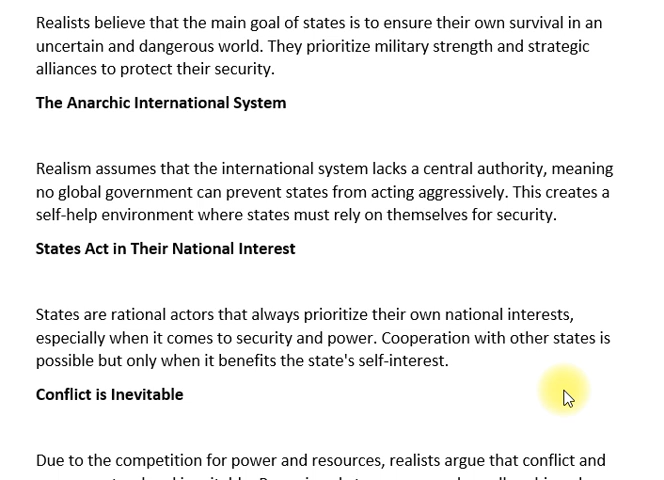 Realists believe that the main goal of states is to ensure their own survival in an
uncertain and dangerous world. They prioritize military strength and strategic
alliances to protect their security.
The Anarchic International System
Realism assumes that the international system lacks a central authority, meaning
no global government can prevent states from acting aggressively. This creates a
self-help environment where states must rely on themselves for security.
States Act in Their National Interest
States are rational actors that always prioritize their own national interests,
especially when it comes to security and power. Cooperation with other states is
possible but only when it benefits the state's self-interest.
Conflict is Inevitable
Due to the competition for power and resources, realists argue that conflict and